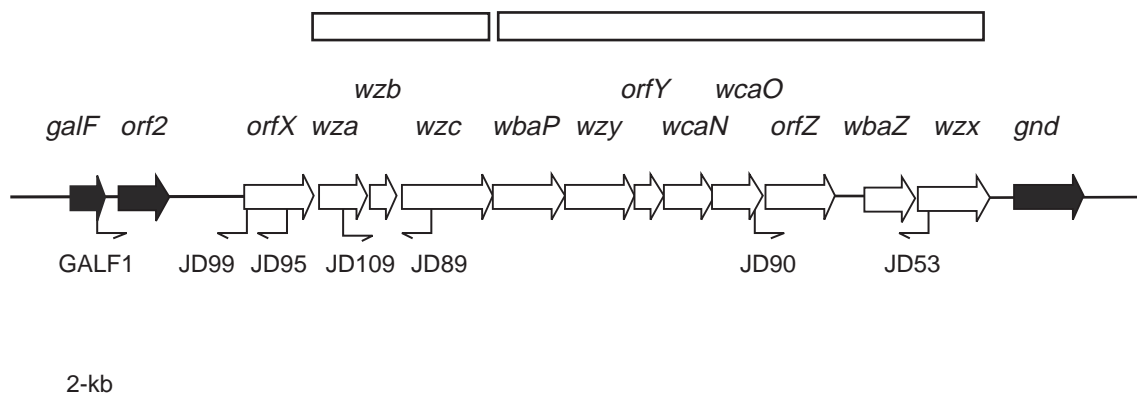 wzb orfY wcaO
galF orf2 orfX wza wzc wbaP wzy wcaN orfZ wbaZ wzx gnd
GALF1 JD99 JD95 JD109 JD89 JD90 JD53
2-kb